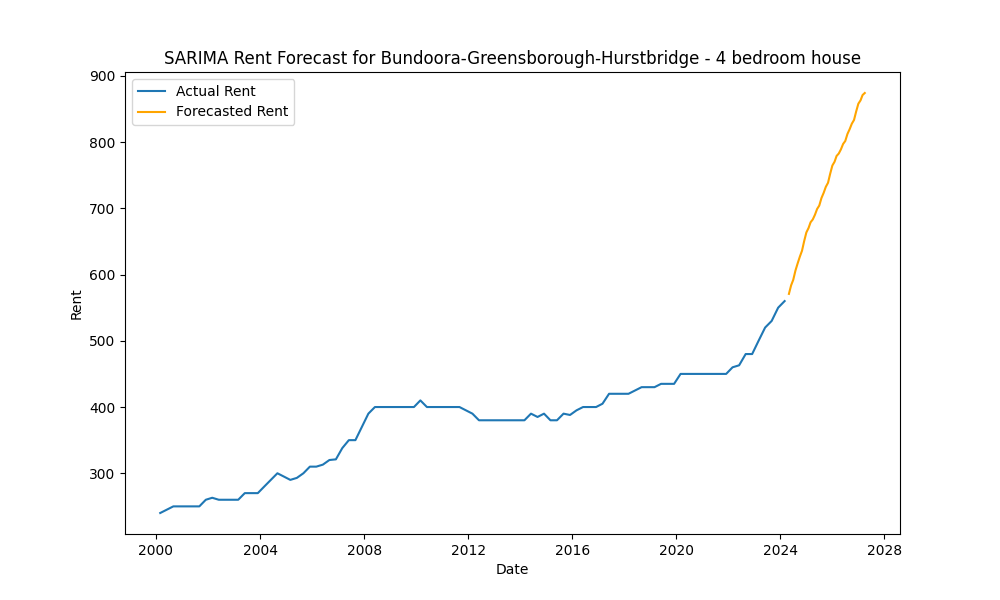 SARIMA Rent Forecast for Bundoora-Greensborough-Hurstbridge - 4 bedroom house
Actual Rent
Forecasted Rent
900
800
700
600
500
400
300
Rent
2000 2004 2008 2012 2016 2020 2024 2028
Date